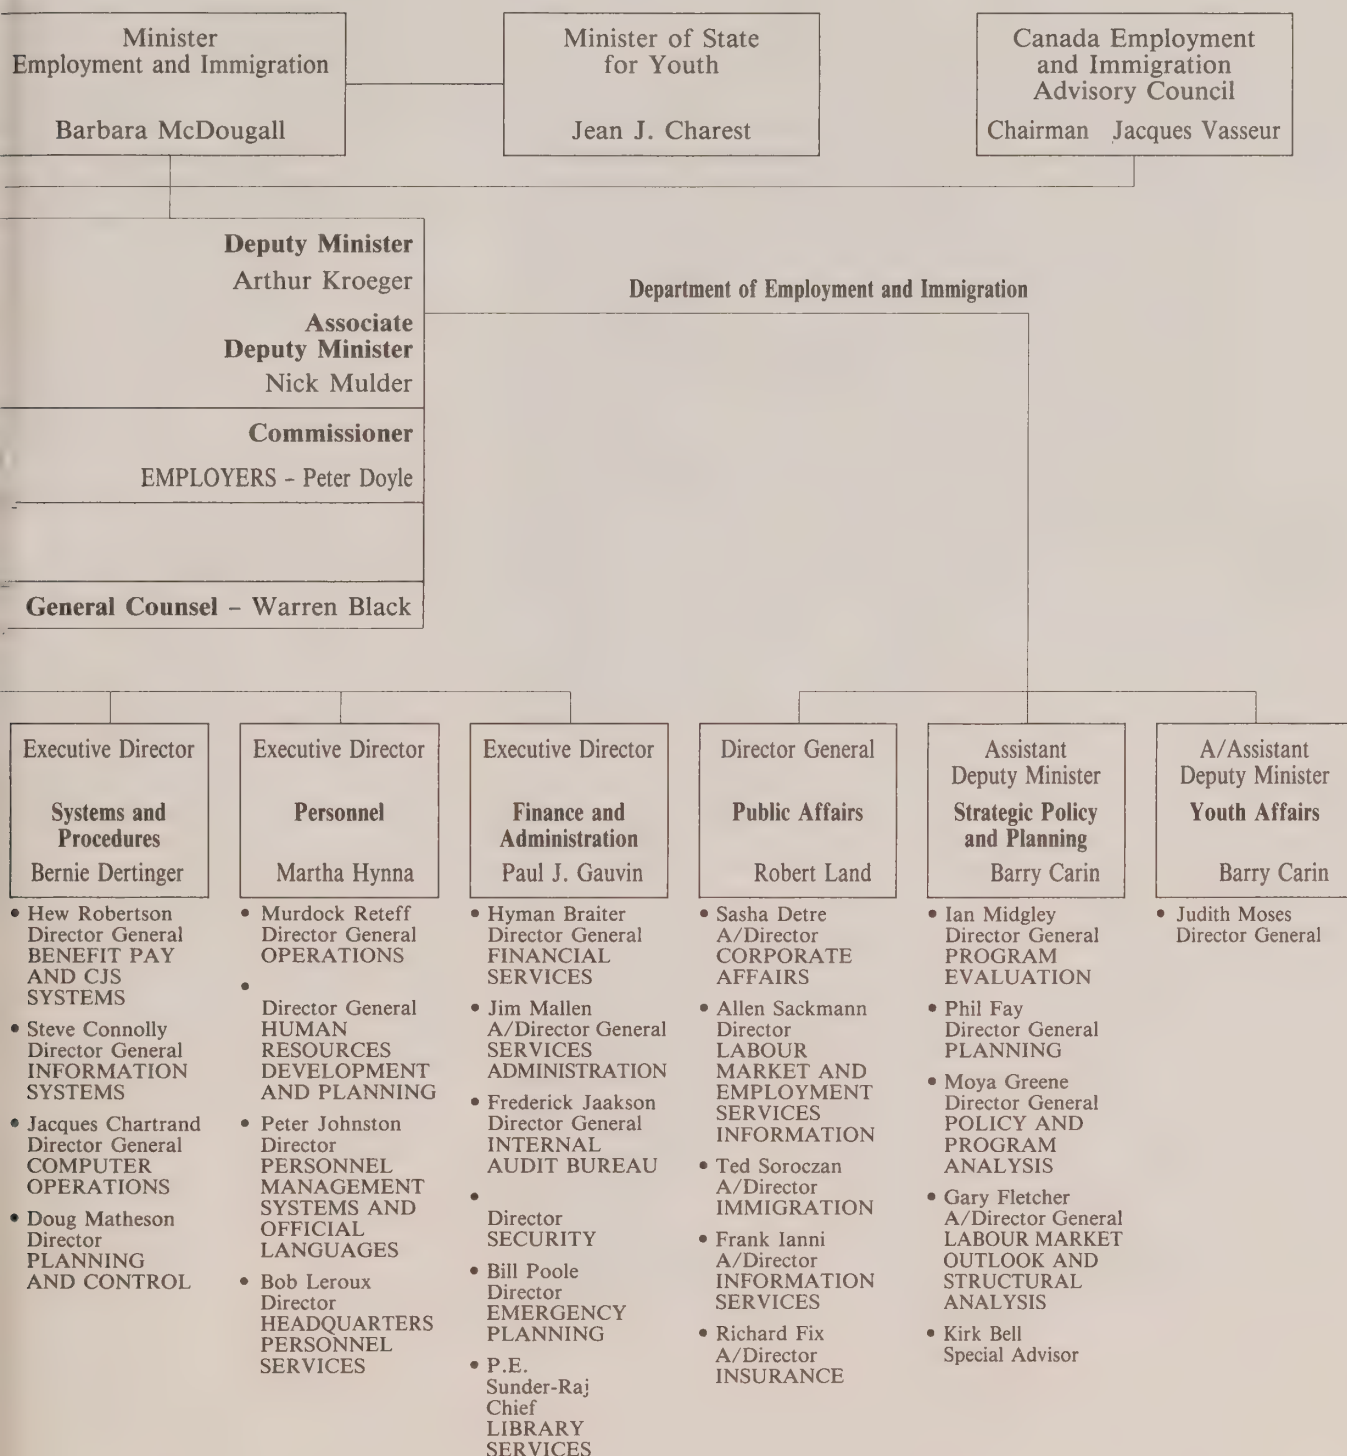 Minister
Employment and Immigration
Barbara McDougall
Minister of State
for Youth
Jean J. Charest
Canada Employment
and Immigration
Advisory Council
Chairman Jacques Vasseur
Deputy Minister
Arthur Kroeger
Associate
Deputy Minister
Nick Mulder
Commissioner
EMPLOYERS – Peter Doyle
General Counsel – Warren Black
Department of Employment and Immigration
Executive Director
Systems and
Procedures
Bernie Dertinger
• Hew Robertson
Director General
BENEFIT PAY
AND CJS
SYSTEMS
• Steve Connolly
Director General
INFORMATION
SYSTEMS
• Jacques Chartrand
Director General
COMPUTER
OPERATIONS
• Doug Matheson
Director
PLANNING
AND CONTROL
Executive Director
Personnel
Martha Hynna
• Murdock Reteff
Director General
OPERATIONS
•
Director General
HUMAN
RESOURCES
DEVELOPMENT
AND PLANNING
• Peter Johnston
Director
PERSONNEL
MANAGEMENT
SYSTEMS AND
OFFICIAL
LANGUAGES
• Bob Leroux
Director
HEADQUARTERS
PERSONNEL
SERVICES
Executive Director
Finance and
Administration
Paul J. Gauvin
• Hyman Braiter
Director General
FINANCIAL
SERVICES
• Jim Mallen
A/Director General
SERVICES
ADMINISTRATION
• Frederick Jaakson
Director General
INTERNAL
AUDIT BUREAU
•
Director
SECURITY
• Bill Poole
Director
EMERGENCY
PLANNING
• P.E.
Sunder-Raj
Chief
LIBRARY
SERVICES
Director General
Public Affairs
Robert Land
• Sasha Detre
A/Director
CORPORATE
AFFAIRS
• Allen Sackmann
Director
LABOUR
MARKET AND
EMPLOYMENT
SERVICES
INFORMATION
• Ted Soroczan
A/Director
IMMIGRATION
• Frank Ianni
A/Director
INFORMATION
SERVICES
• Richard Fix
A/Director
INSURANCE
Assistant
Deputy Minister
Strategic Policy
and Planning
Barry Carin
• Ian Midgley
Director General
PROGRAM
EVALUATION
• Phil Fay
Director General
PLANNING
• Moya Greene
Director General
POLICY AND
PROGRAM
ANALYSIS
• Gary Fletcher
A/Director General
LABOUR MARKET
OUTLOOK AND
STRUCTURAL
ANALYSIS
• Kirk Bell
Special Advisor
A/Assistant
Deputy Minister
Youth Affairs
Barry Carin
• Judith Moses
Director General